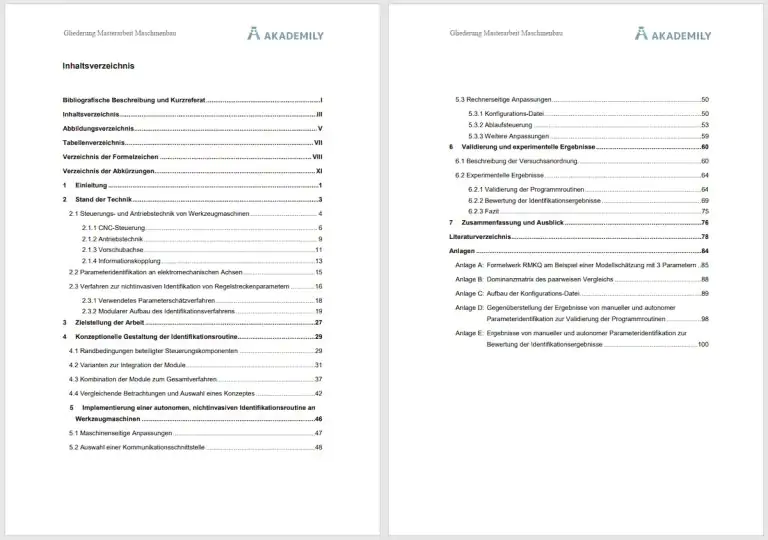 Gliederung Masterarbeit Maschinenbau
AKADEMILY
Inhaltsverzeichnis
Bibliografische Beschreibung und Kurzreferat ... I
Inhaltsverzeichnis ... III
Abbildungsverzeichnis ... V
Tabellenverzeichnis ... VII
Verzeichnis der Formelzeichen ... VIII
Verzeichnis der Abkürzungen ... XI
1 Einleitung ... 1
2 Stand der Technik ... 3
2.1 Steuerungs- und Antriebstechnik von Werkzeugmaschinen ... 4
2.1.1 CNC-Steuerung ... 6
2.1.2 Antriebstechnik ... 9
2.1.3 Vorschubachse ... 11
2.1.4 Informationskopplung ... 13
2.2 Parameteridentifikation an elektromechanischen Achsen ... 15
2.3 Verfahren zur nichtinvasiven Identifikation von Regelstreckenparametern ... 16
2.3.1 Verwendetes Parameterschätzverfahren ... 18
2.3.2 Modularer Aufbau des Identifikationsverfahrens ... 19
3 Zielstellung der Arbeit ... 27
4 Konzeptionelle Gestaltung der Identifikationsroutine ... 29
4.1 Randbedingungen beteiligter Steuerungskomponenten ... 29
4.2 Varianten zur Integration der Module ... 31
4.3 Kombination der Module zum Gesamtverfahren ... 37
4.4 Vergleichende Betrachtungen und Auswahl eines Konzeptes ... 42
5 Implementierung einer autonomen, nichtinvasiven Identifikationsroutine an
Werkzeugmaschinen ... 46
5.1 Maschinenseitige Anpassungen ... 47
5.2 Auswahl einer Kommunikationsschnittstelle ... 48
Gliederung Masterarbeit Maschinenbau
AKADEMILY
5.3 Rechnerseitige Anpassungen ... 50
5.3.1 Konfigurations-Datei ... 50
5.3.2 Ablaufsteuerung ... 53
5.3.3 Weitere Anpassungen ... 59
6 Validierung und experimentelle Ergebnisse ... 60
6.1 Beschreibung der Versuchsanordnung ... 60
6.2 Experimentelle Ergebnisse ... 64
6.2.1 Validierung der Programmroutinen ... 64
6.2.2 Bewertung der Identifikationsergebnisse ... 69
6.2.3 Fazit ... 75
7 Zusammenfassung und Ausblick ... 76
Literaturverzeichnis ... 78
Anlagen ... 84
Anlage A: Formelwerk RMKQ am Beispiel einer Modellschätzung mit 3 Parametern ... 85
Anlage B: Dominanzmatrix des paarweisen Vergleichs ... 88
Anlage C: Aufbau der Konfigurations-Datei ... 89
Anlage D: Gegenüberstellung der Ergebnisse von manueller und autonomer
Parameteridentifikation zur Validierung der Programmroutinen ... 98
Anlage E: Ergebnisse von manueller und autonomer Parameteridentifikation zur
Bewertung der Identifikationsergebnisse ... 100